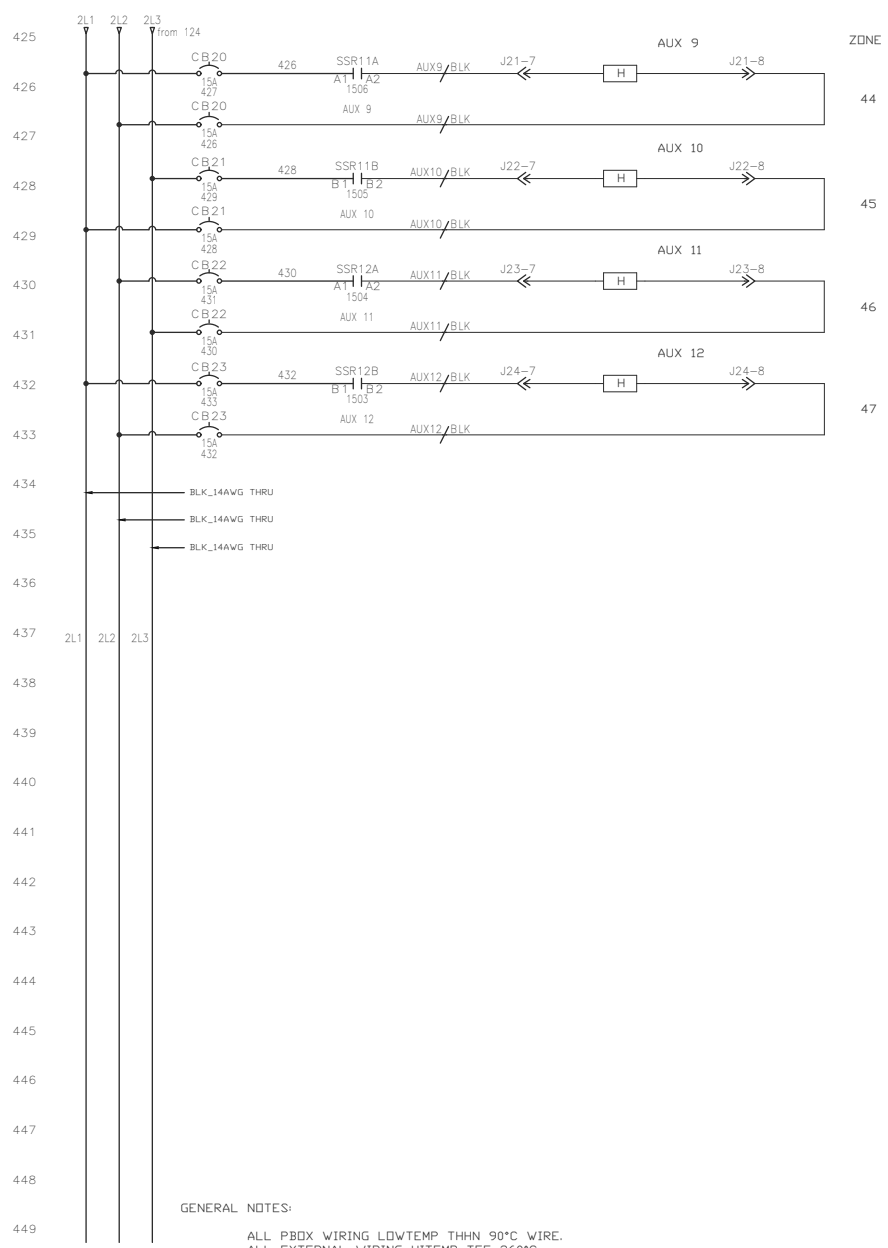 2L1 2L2 2L3
from 124
425
AUX 9
ZONE
CB20 426 SSR11A AUX9/BLK J21-7 H J21-8
15A A1 A2
427 1506
426
AUX 9
44
CB20 AUX9/BLK
15A
426
427
AUX 10
CB21 428 SSR11B AUX10/BLK J22-7 H J22-8
15A B1 B2
429 1505
428
AUX 10
45
CB21 AUX10/BLK
15A
428
429
AUX 11
CB22 430 SSR12A AUX11/BLK J23-7 H J23-8
15A A1 A2
431 1504
430
AUX 11
46
CB22 AUX11/BLK
15A
430
431
AUX 12
CB23 432 SSR12B AUX12/BLK J24-7 H J24-8
15A B1 B2
433 1503
432
AUX 12
47
CB23 AUX12/BLK
15A
432
433
434
BLK_14AWG THRU
BLK_14AWG THRU
435
BLK_14AWG THRU
436
437 2L1 2L2 2L3
438
439
440
441
442
443
444
445
446
447
448
GENERAL NOTES:
449
ALL PBOX WIRING LOWTEMP THHN 90°C WIRE.
ALL EXTERNAL WIRING HITEMP